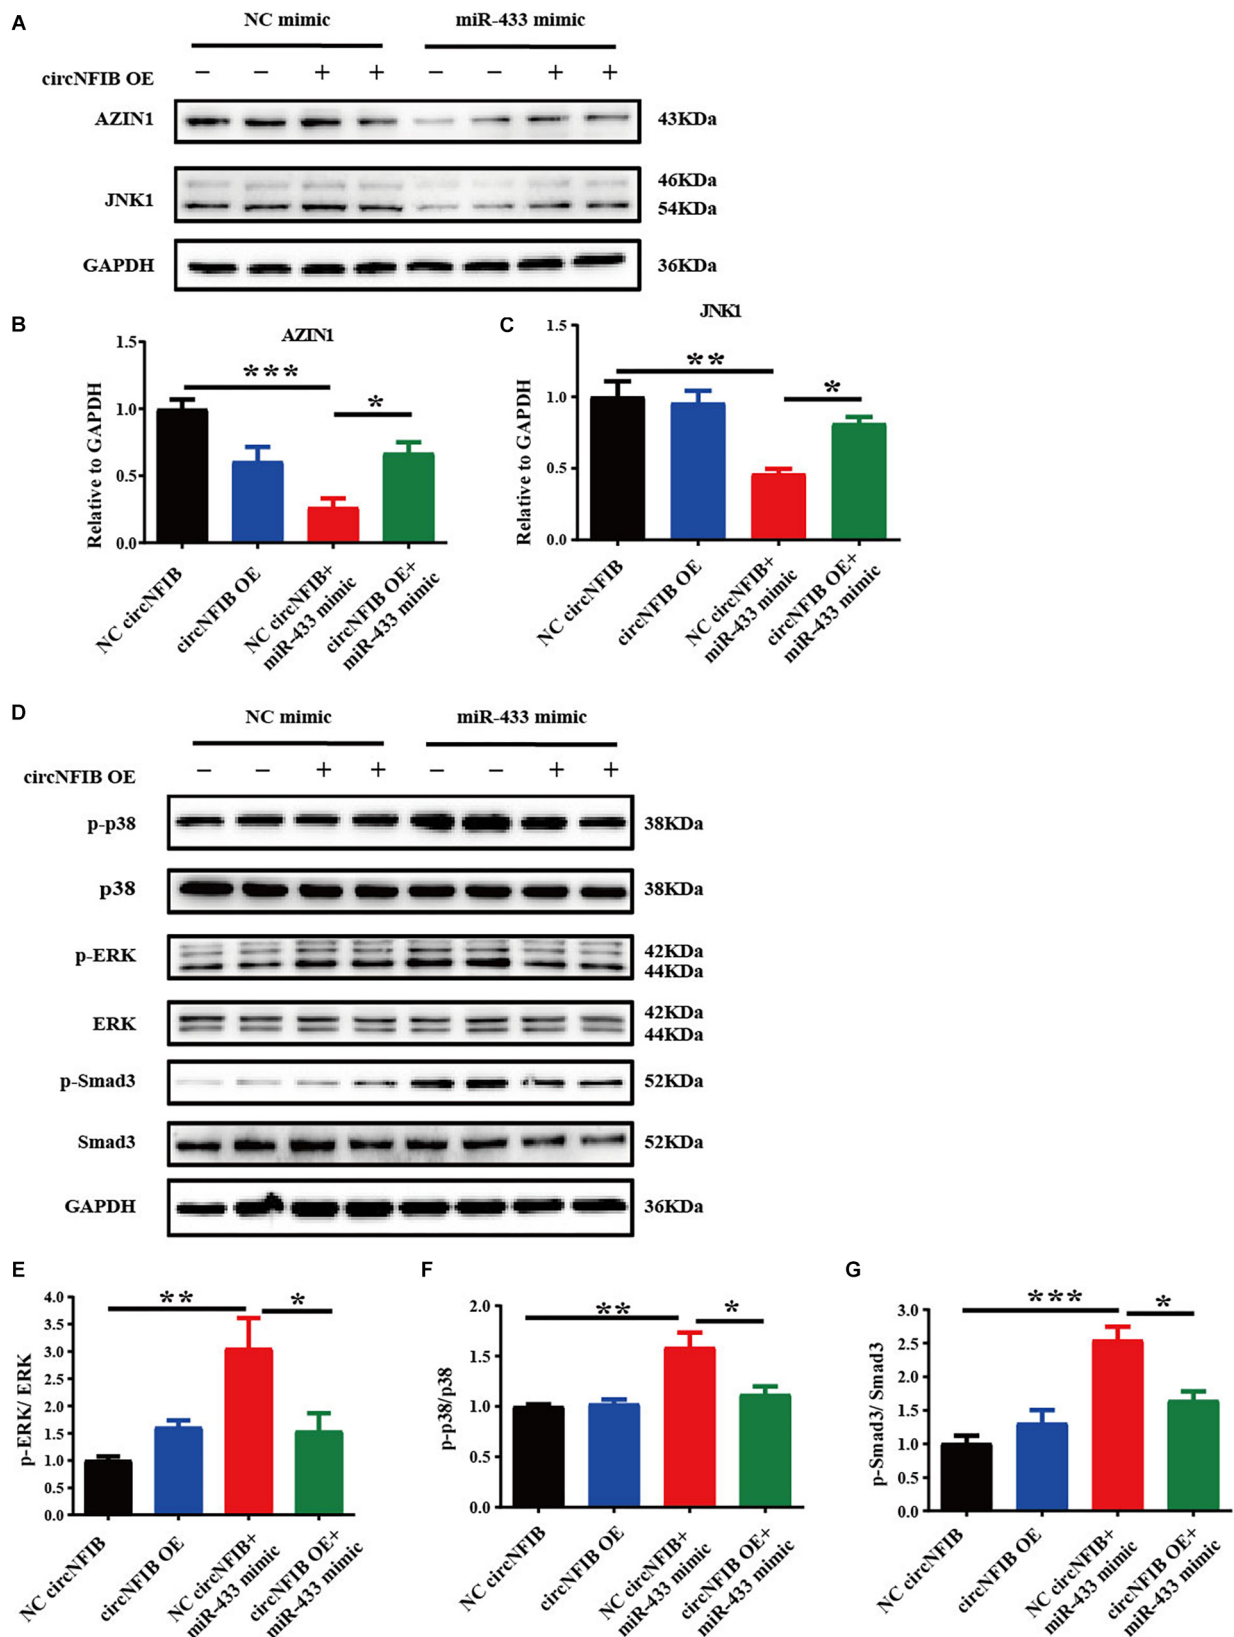 A
NC mimic
miR-433 mimic
circNFIB OE
− − + + − − + +
AZIN1
43KDa
JNK1
46KDa
54KDa
GAPDH
36KDa
B
AZIN1
Relative to GAPDH
1.5
1.0
0.5
0.0
***
*
NC circNFIB
circNFIB OE
NC circNFIB+
miR-433 mimic
circNFIB OE+
miR-433 mimic
C
JNK1
Relative to GAPDH
1.5
1.0
0.5
0.0
**
*
NC circNFIB
circNFIB OE
NC circNFIB+
miR-433 mimic
circNFIB OE+
miR-433 mimic
D
NC mimic
miR-433 mimic
circNFIB OE
− − + + − − + +
p-p38
38KDa
p38
38KDa
p-ERK
42KDa
44KDa
ERK
42KDa
44KDa
p-Smad3
52KDa
Smad3
52KDa
GAPDH
36KDa
E
p-ERK/ ERK
4.0
3.5
3.0
2.5
2.0
1.5
1.0
0.5
0.0
**
*
NC circNFIB
circNFIB OE
NC circNFIB+
miR-433 mimic
circNFIB OE+
miR-433 mimic
F
p-p38/p38
2.0
1.5
1.0
0.5
0.0
**
*
NC circNFIB
circNFIB OE
NC circNFIB+
miR-433 mimic
circNFIB OE+
miR-433 mimic
G
p-Smad3/ Smad3
3.0
2.5
2.0
1.5
1.0
0.5
0.0
***
*
NC circNFIB
circNFIB OE
NC circNFIB+
miR-433 mimic
circNFIB OE+
miR-433 mimic